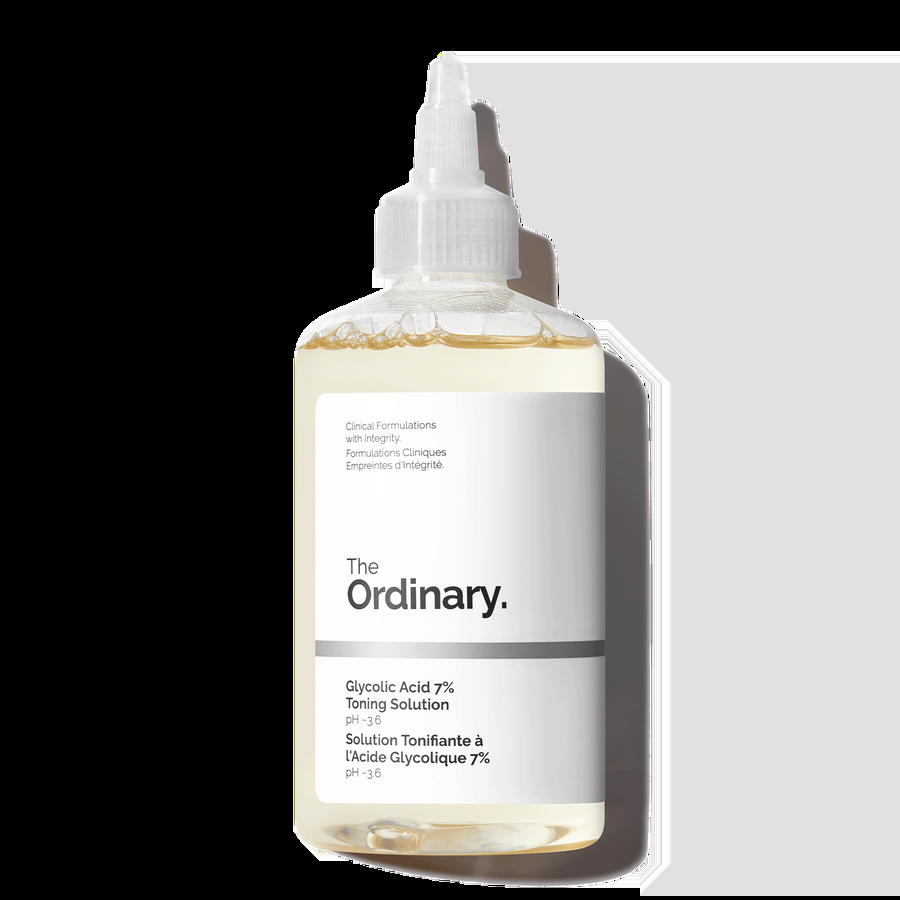 Clinical Formulations
with Integrity.
Formulations Cliniques
Empreintes d'Intégrité.
The
Ordinary.
Glycolic Acid 7%
Toning Solution
pH ~3.6
Solution Tonifiante à
l'Acide Glycolique 7%
pH ~3.6